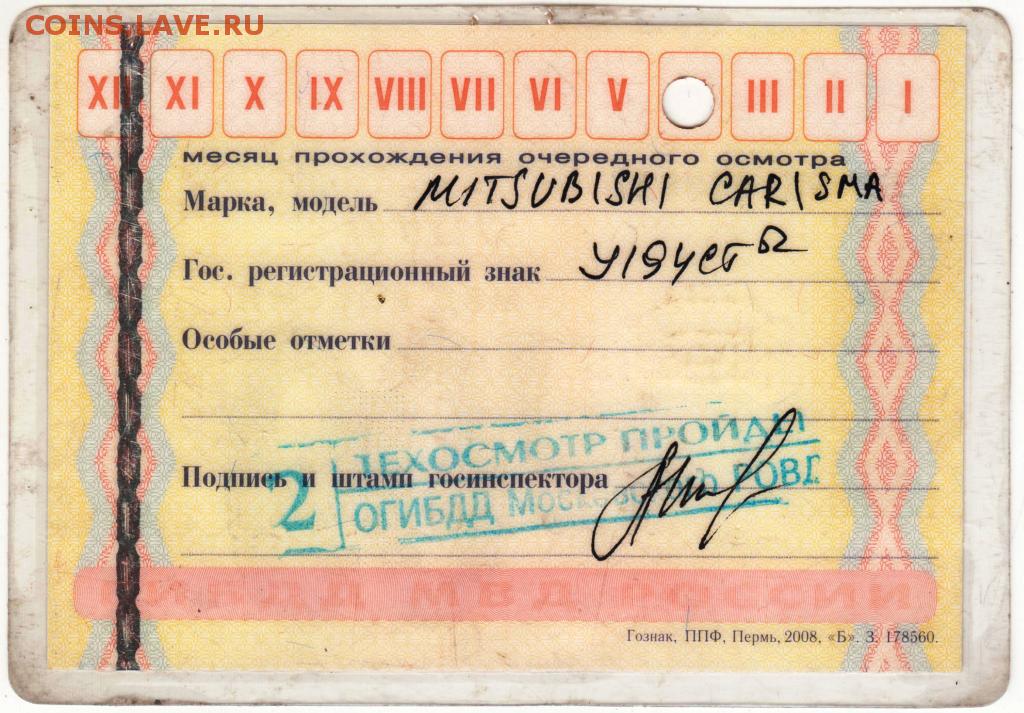 COINS.LAVE.RU
XII XI X IX VIII VII VI V III II I
месяц прохождения очередного осмотра
Марка, модель MITSUBISHI CARISMA
Гос. регистрационный знак
Особые отметки
ТЕХОСМОТР ПРОЙДЕН
Подпись и штамп госинспектора
2 ОГИБДД РОВД
ГИБДД МВД РОССИИ
Гознак, ППФ, Пермь, 2008, «Б». З. 178560.